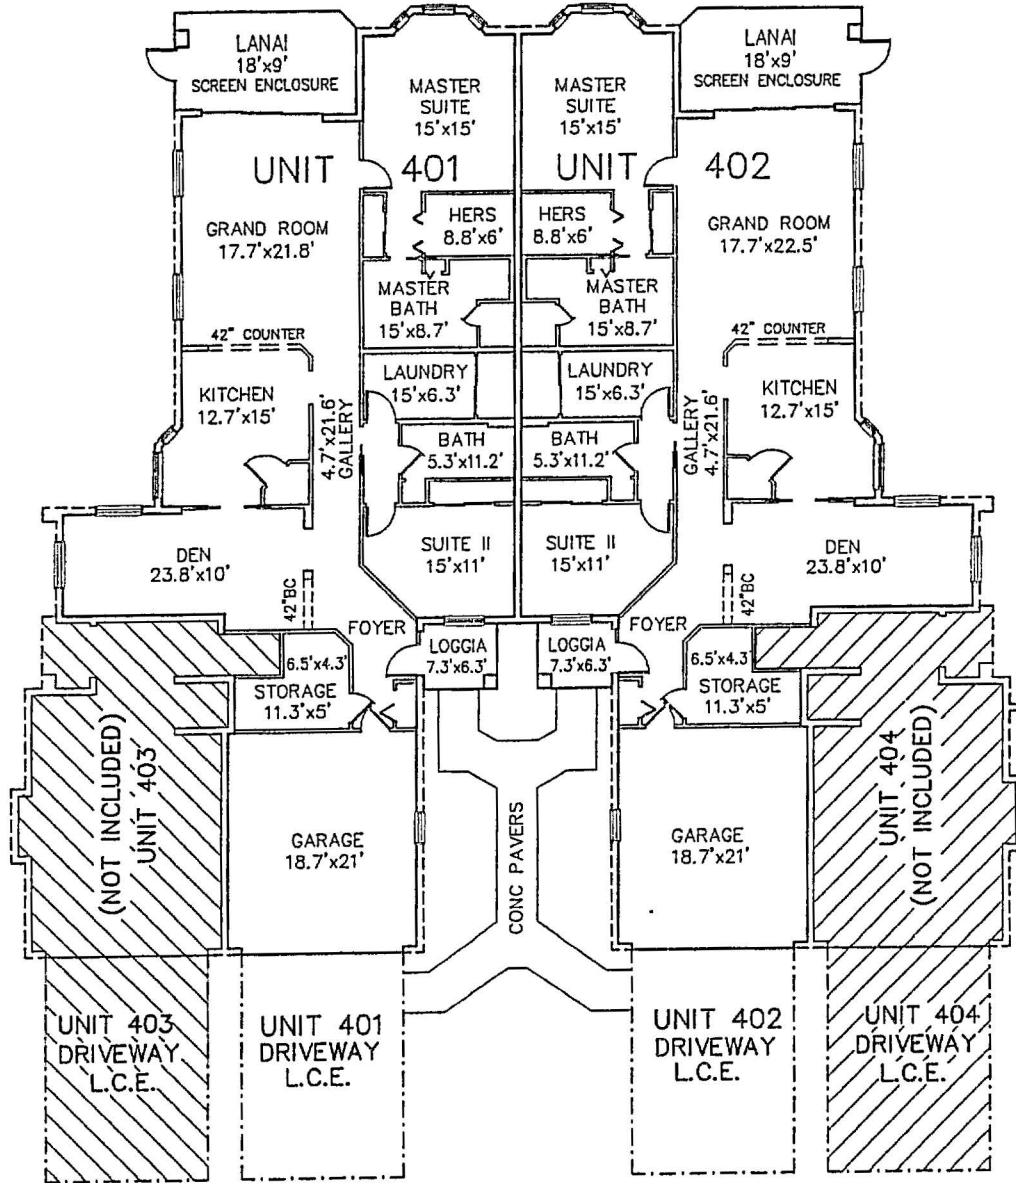 LANAI
18'x9'
SCREEN ENCLOSURE
MASTER
SUITE
15'x15'
MASTER
SUITE
15'x15'
LANAI
18'x9'
SCREEN ENCLOSURE
UNIT 401
UNIT 402
GRAND ROOM
17.7'x21.8'
HERS
8.8'x6'
HERS
8.8'x6'
GRAND ROOM
17.7'x22.5'
MASTER
BATH
15'x8.7'
MASTER
BATH
15'x8.7'
42" COUNTER
42" COUNTER
KITCHEN
12.7'x15'
4.7'x21.6'
GALLERY
LAUNDRY
15'x6.3'
LAUNDRY
15'x6.3'
GALLERY
4.7'x21.6'
KITCHEN
12.7'x15'
BATH
5.3'x11.2'
BATH
5.3'x11.2'
DEN
23.8'x10'
SUITE II
15'x11'
SUITE II
15'x11'
DEN
23.8'x10'
42"BC
42"BC
FOYER
LOGGIA
7.3'x6.3'
LOGGIA
7.3'x6.3'
FOYER
6.5'x4.3'
STORAGE
11.3'x5'
6.5'x4.3'
STORAGE
11.3'x5'
(NOT INCLUDED)
UNIT 403
UNIT 404
(NOT INCLUDED)
GARAGE
18.7'x21'
CONC PAVERS
GARAGE
18.7'x21'
UNIT 403
DRIVEWAY
L.C.E.
UNIT 401
DRIVEWAY
L.C.E.
UNIT 402
DRIVEWAY
L.C.E.
UNIT 404
DRIVEWAY
L.C.E.